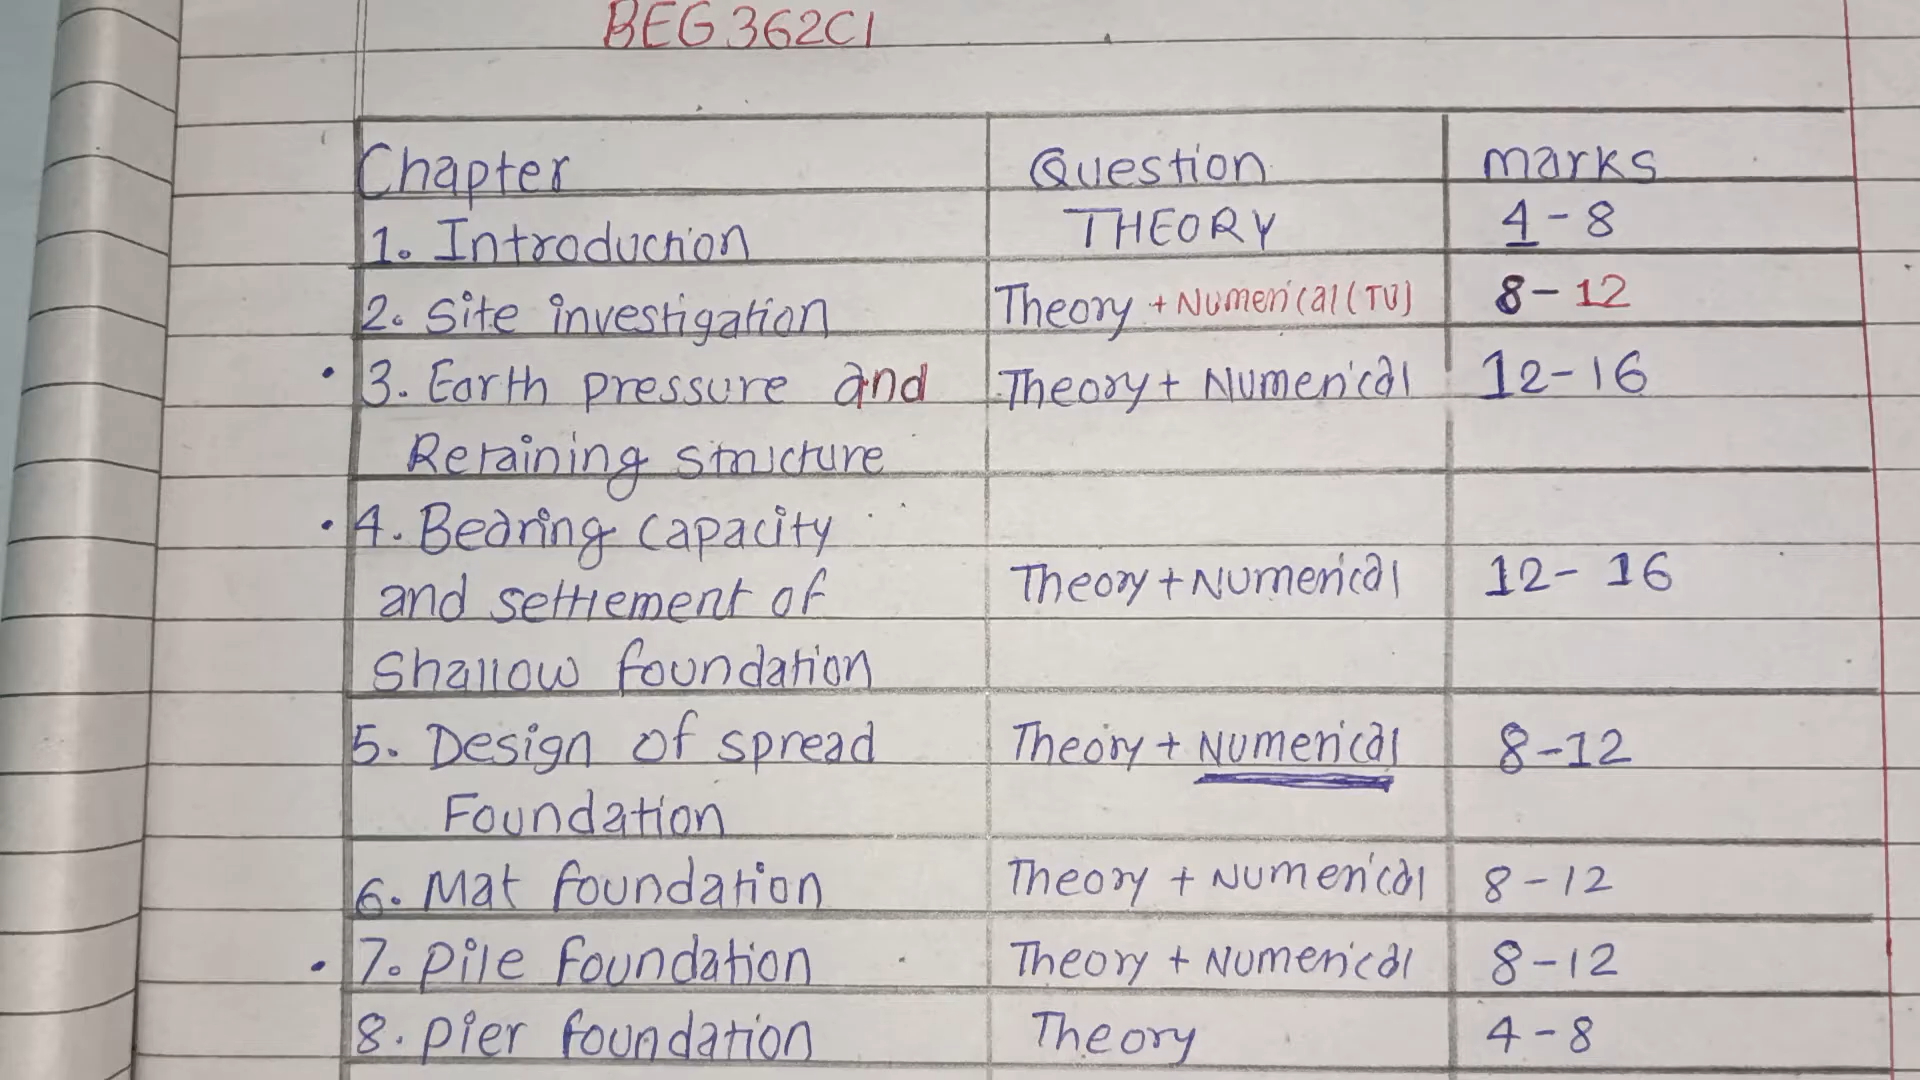 BEG362CI
Chapter Question marks
1. Introduction THEORY 4-8
2. Site investigation Theory + Numerical (TU) 8-12
3. Earth pressure and Theory + Numerical 12-16
Retaining structure
4. Bearing capacity
and settlement of Theory + Numerical 12-16
Shallow foundation
5. Design of spread Theory + Numerical 8-12
Foundation
6. Mat foundation Theory + Numerical 8-12
7. pile foundation Theory + Numerical 8-12
8. pier foundation Theory 4-8